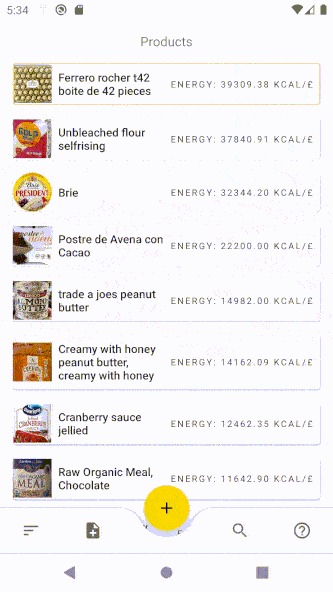 5:34
Products
Ferrero rocher t42
boite de 42 pieces
ENERGY: 39309.38 KCAL/£
Unbleached flour
selfrising
ENERGY: 37840.91 KCAL/£
Brie
PRÉSIDENT
Brie
ENERGY: 32344.20 KCAL/£
Postre de Avena con
Cacao
ENERGY: 22200.00 KCAL/£
trade a joes peanut
butter
ENERGY: 14982.00 KCAL/£
Creamy with honey
peanut butter,
creamy with honey
ENERGY: 14162.09 KCAL/£
Cranberry sauce
jellied
ENERGY: 12462.35 KCAL/£
MEAL
Raw Organic Meal,
Chocolate
ENERGY: 11642.90 KCAL/£